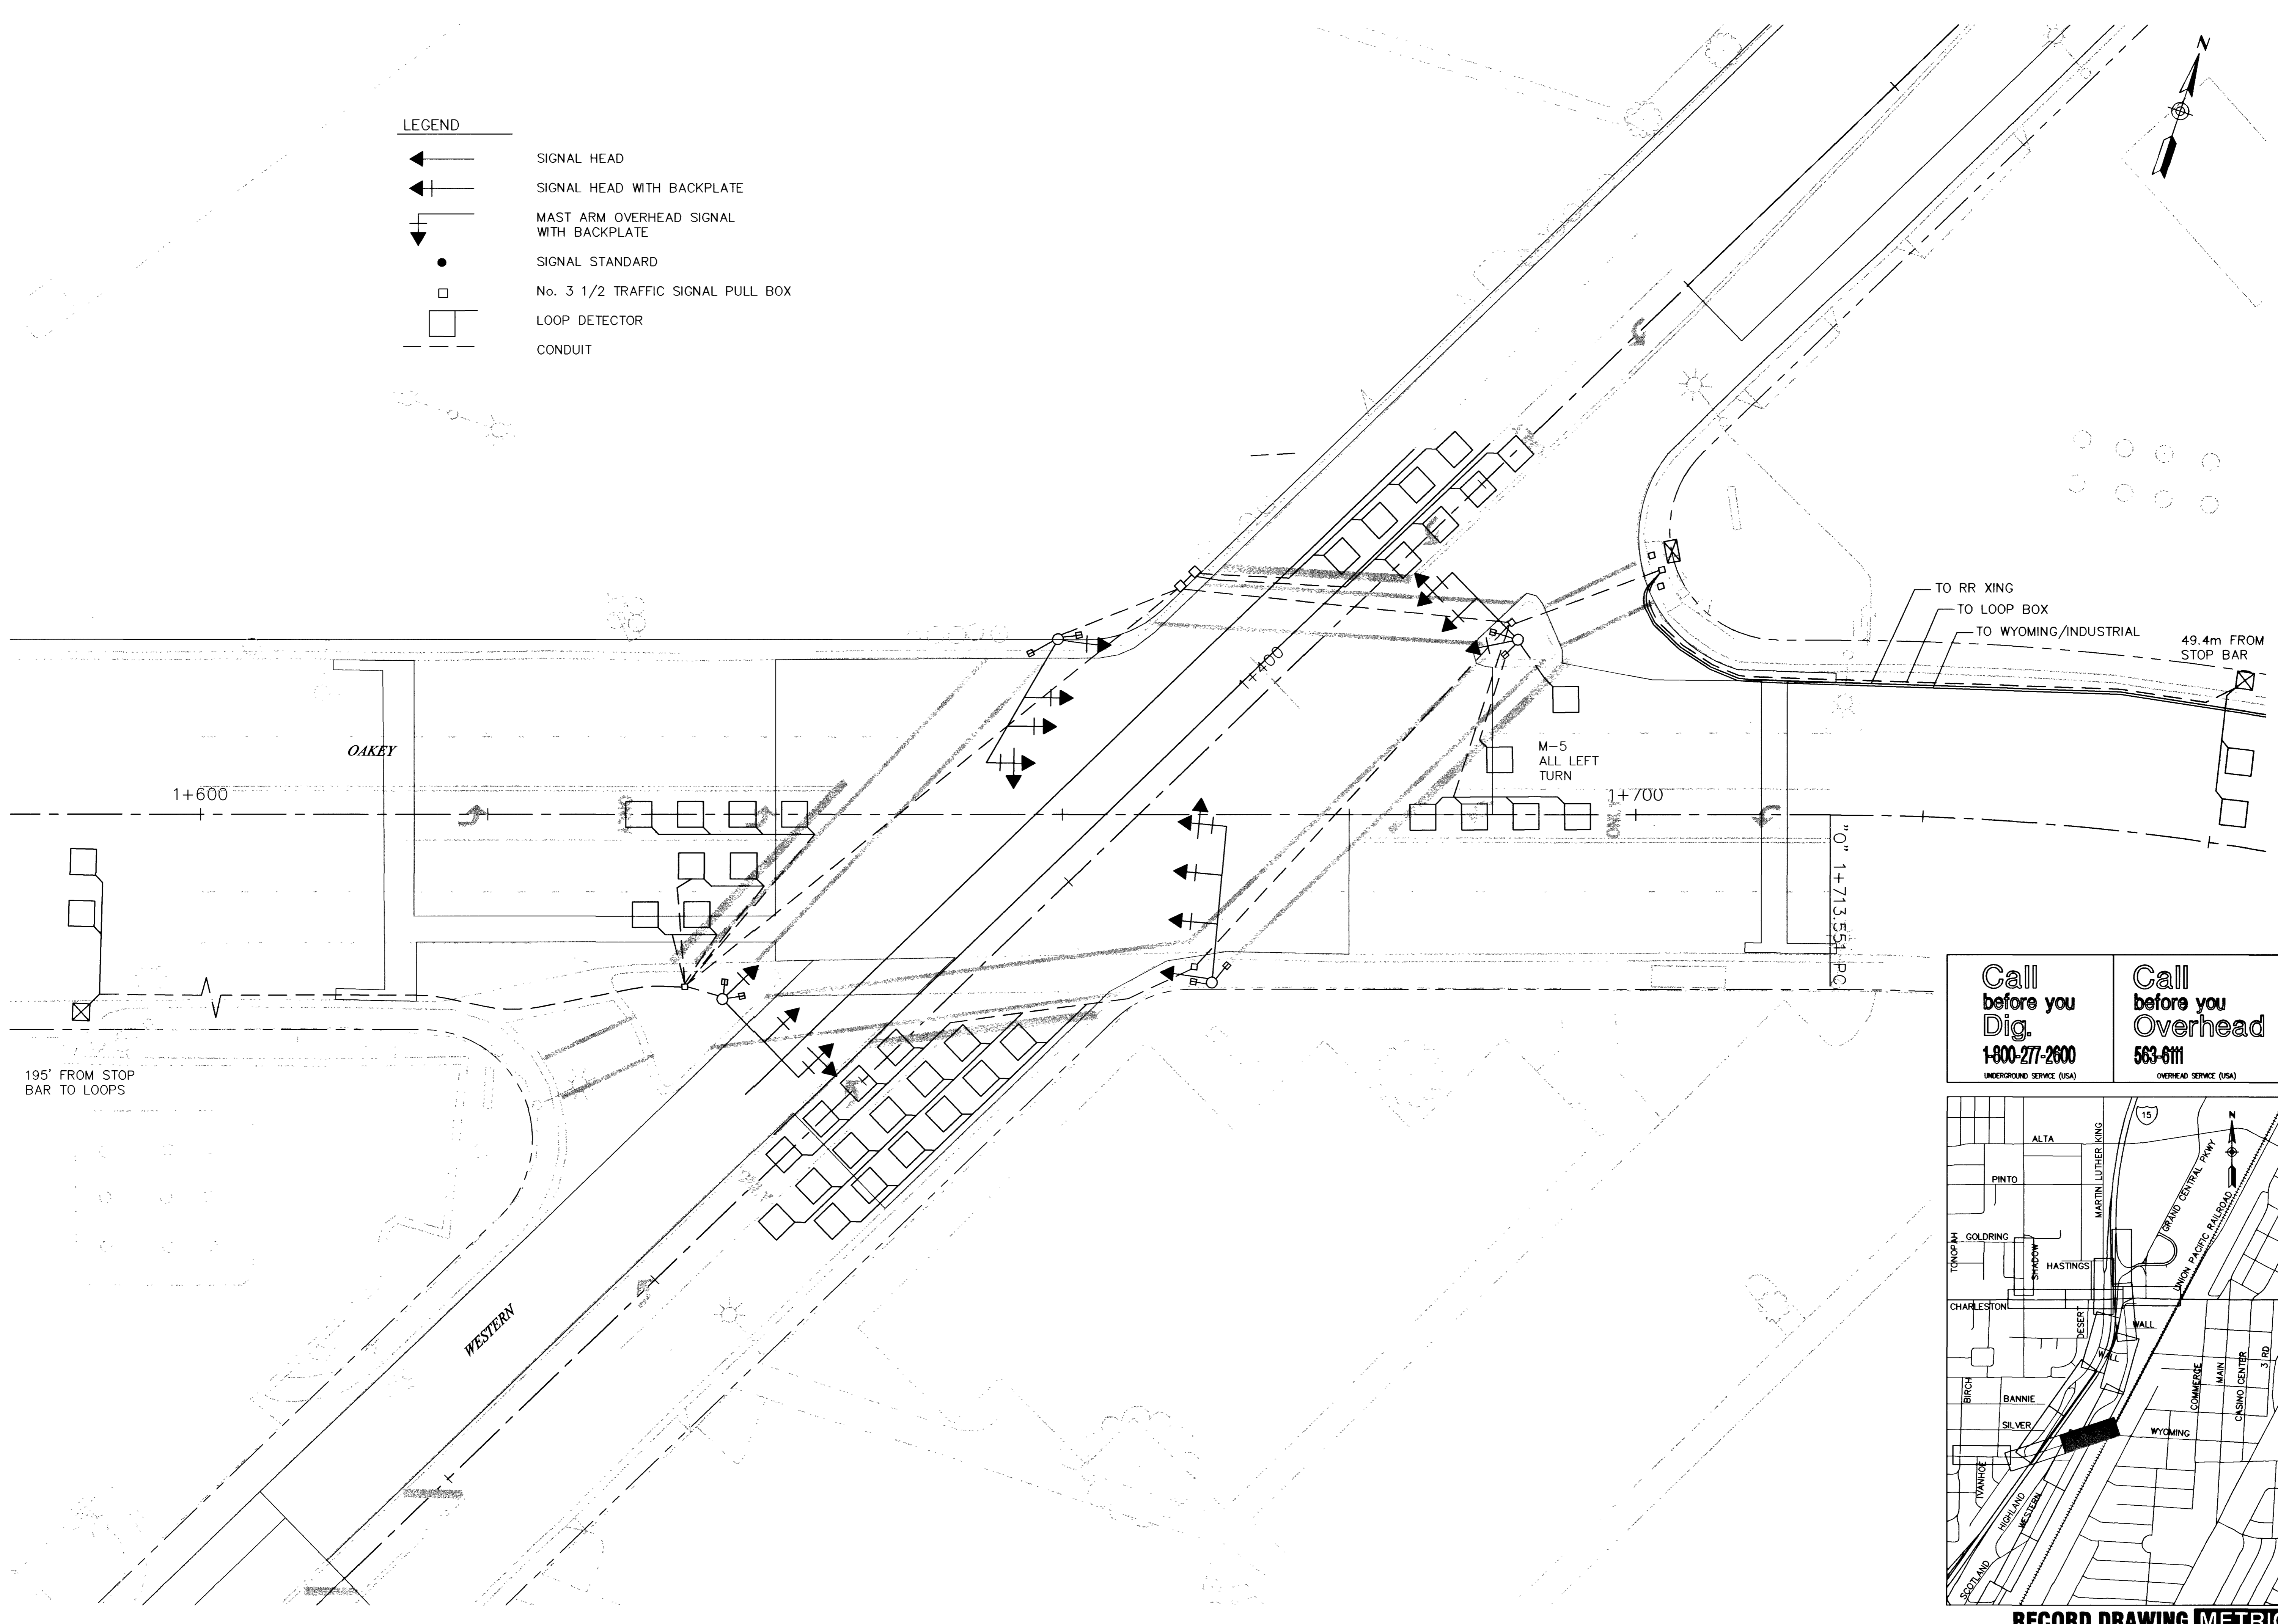 N
LEGEND
SIGNAL HEAD
SIGNAL HEAD WITH BACKPLATE
MAST ARM OVERHEAD SIGNAL
WITH BACKPLATE
SIGNAL STANDARD
No. 3 1/2 TRAFFIC SIGNAL PULL BOX
LOOP DETECTOR
CONDUIT
TO RR XING
TO LOOP BOX
TO WYOMING/INDUSTRIAL
49.4m FROM
STOP BAR
1+400
OAKEY
M-5
ALL LEFT
TURN
1+600
1+700
ONLY
"O" 1+713.551 PC
195' FROM STOP
BAR TO LOOPS
WESTERN
Call
before you
Dig.
1-800-277-2600
UNDERGROUND SERVICE (USA)
Call
before you
Overhead
563-6111
OVERHEAD SERVICE (USA)
15
N
ALTA
MARTIN LUTHER KING
GRAND CENTRAL PKWY
PINTO
UNION PACIFIC RAILROAD
GOLDRING
TONOPAH
SHADOW
HASTINGS
CHARLESTON
DESERT
WALL
WALL
BIRCH
BANNIE
COMMERCE
MAIN
CASINO CENTER
3 RD
SILVER
WYOMING
IVANHOE
HIGHLAND
WESTERN
SCOTLAND
RECORD DRAWING METRIC